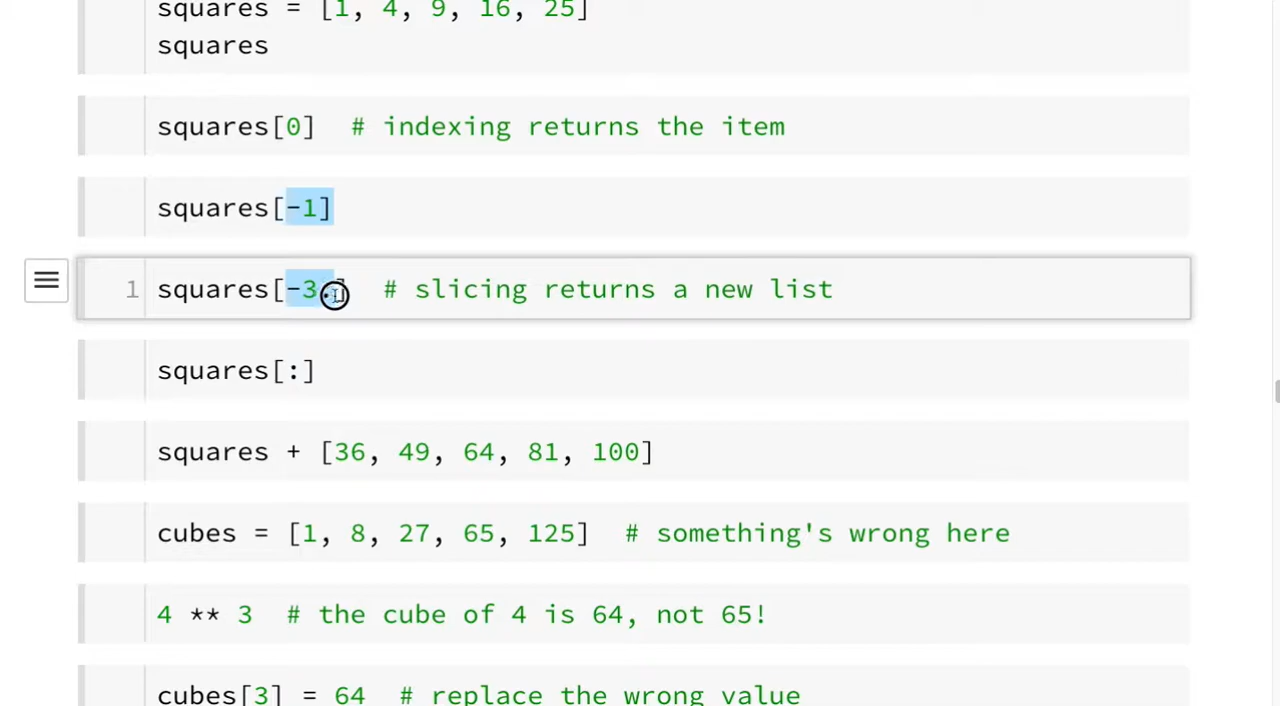 squares = [1, 4, 9, 16, 25]
squares
squares[0]  # indexing returns the item
squares[-1]
1 squares[-3:]  # slicing returns a new list
squares[:]
squares + [36, 49, 64, 81, 100]
cubes = [1, 8, 27, 65, 125]  # something's wrong here
4 ** 3  # the cube of 4 is 64, not 65!
cubes[3] = 64  # replace the wrong value